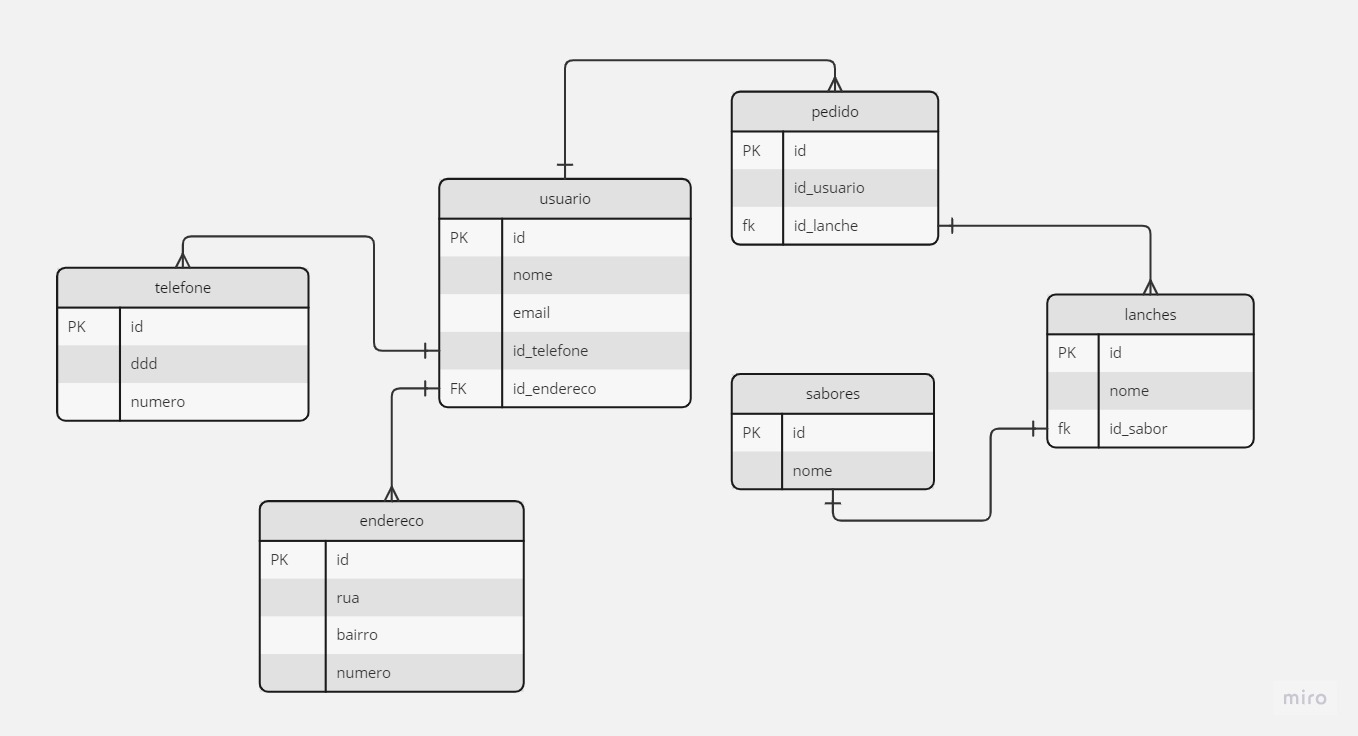 pedido
PK id
id_usuario
fk id_lanche
usuario
PK id
nome
email
id_telefone
FK id_endereco
telefone
PK id
ddd
numero
lanches
PK id
nome
fk id_sabor
sabores
PK id
nome
endereco
PK id
rua
bairro
numero
miro